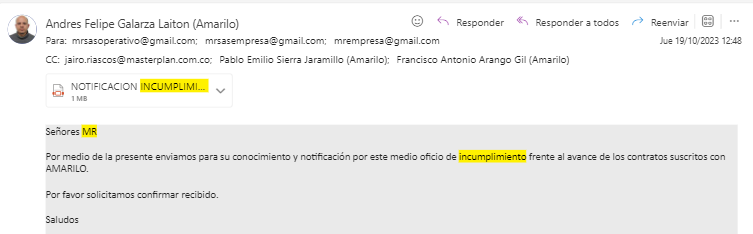 Andres Felipe Galarza Laiton (Amarilo)
Responder
Responder a todos
Reenviar
Para: mrsasoperativo@gmail.com; mrsasempresa@gmail.com; mrempresa@gmail.com
Jue 19/10/2023 12:48
CC: jairo.riascos@masterplan.com.co; Pablo Emilio Sierra Jaramillo (Amarilo); Francisco Antonio Arango Gil (Amarilo)
NOTIFICACION INCUMPLIMI...
1 MB
Señores MR
Por medio de la presente enviamos para su conocimiento y notificación por este medio oficio de incumplimiento frente al avance de los contratos suscritos con
AMARILO.
Por favor solicitamos confirmar recibido.
Saludos